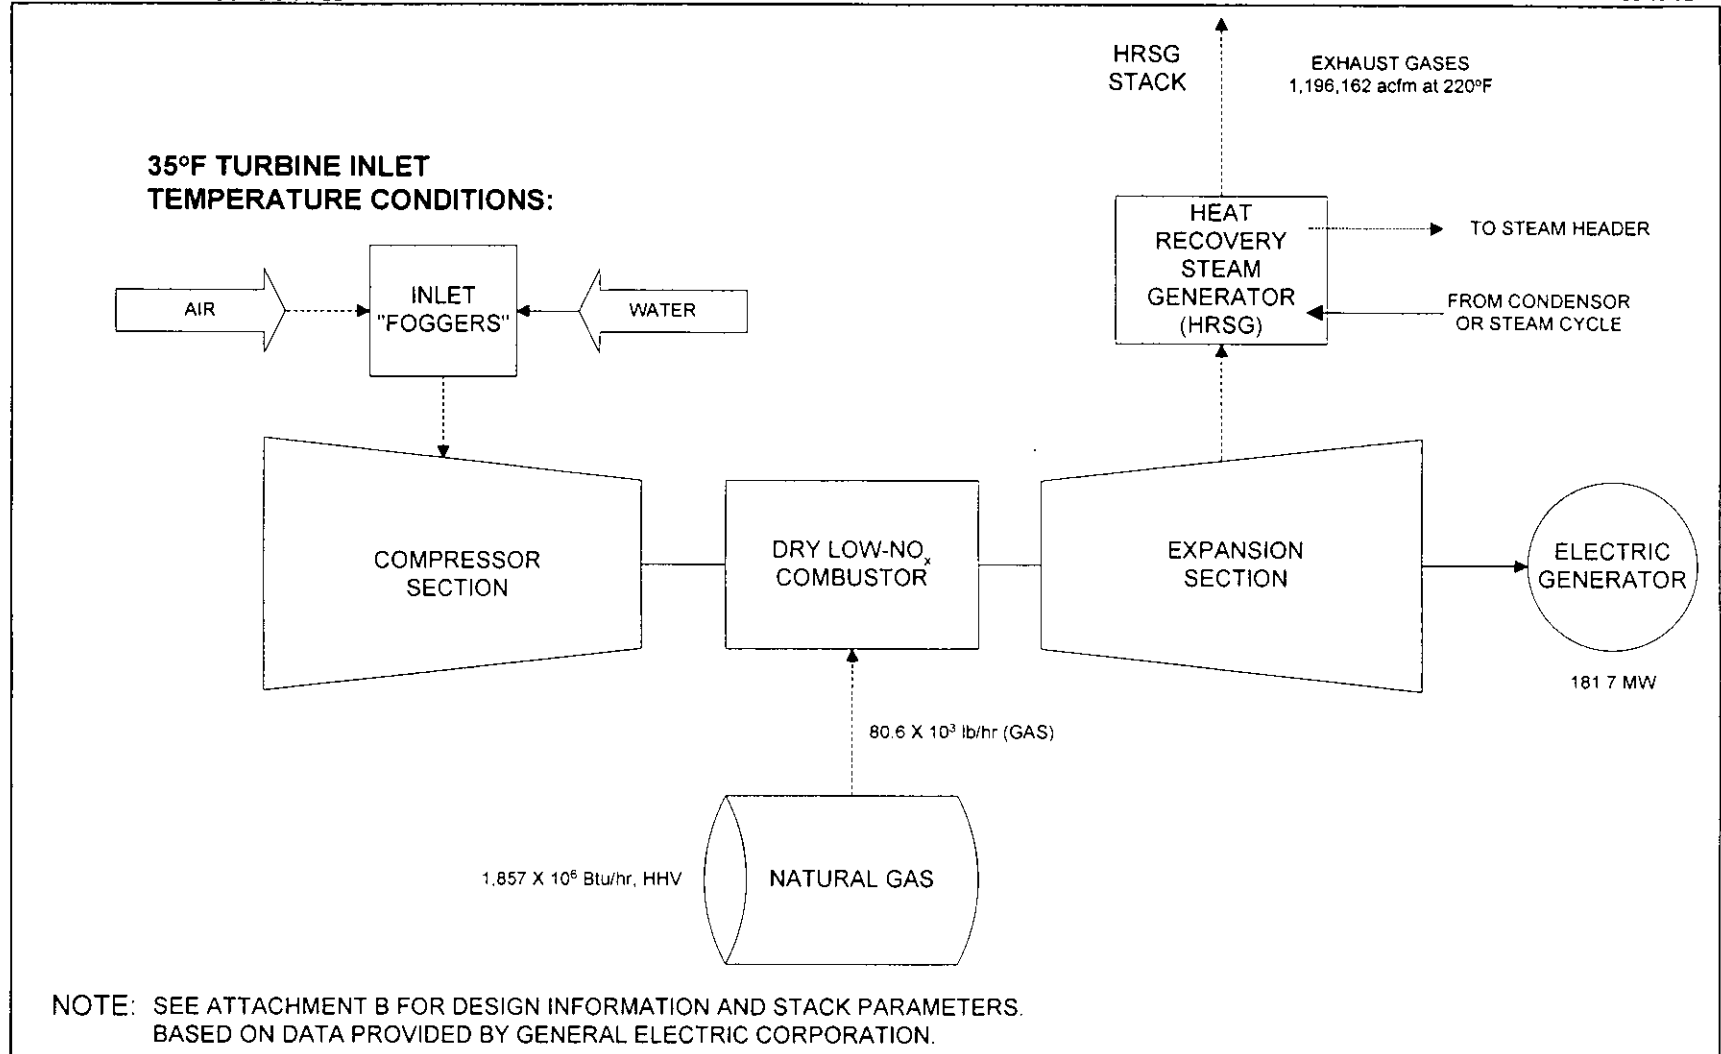 HRSG
STACK
EXHAUST GASES
1,196,162 acfm at 220°F
35°F TURBINE INLET
TEMPERATURE CONDITIONS:
HEAT
RECOVERY
STEAM
GENERATOR
(HRSG)
TO STEAM HEADER
FROM CONDENSOR
OR STEAM CYCLE
AIR
INLET
"FOGGERS"
WATER
COMPRESSOR
SECTION
DRY LOW-NOₓ
COMBUSTOR
EXPANSION
SECTION
ELECTRIC
GENERATOR
181 7 MW
80.6 X 10³ lb/hr (GAS)
1,857 X 10⁶ Btu/hr, HHV
NATURAL GAS
NOTE: SEE ATTACHMENT B FOR DESIGN INFORMATION AND STACK PARAMETERS.
BASED ON DATA PROVIDED BY GENERAL ELECTRIC CORPORATION.